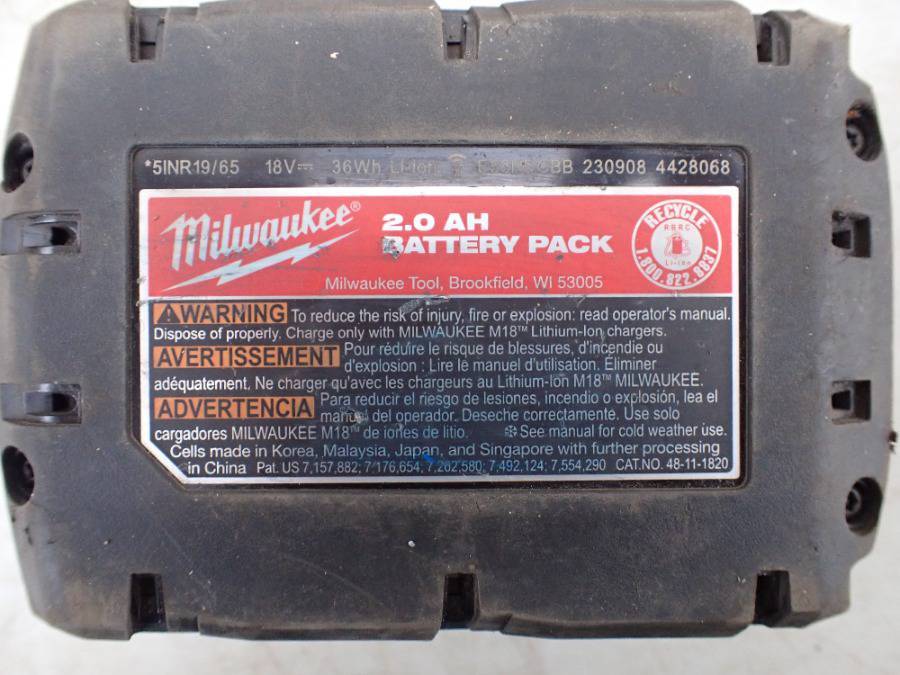 *5INR19/65 18V⎓ 36Wh Li-Ion 230908 4428068
Milwaukee®
2.0 AH
BATTERY PACK
Milwaukee Tool, Brookfield, WI 53005
RECYCLE
RBRC
Li-Ion
1.800.822.8837
⚠WARNING To reduce the risk of injury, fire or explosion: read operator's manual.
Dispose of properly. Charge only with MILWAUKEE M18™ Lithium-Ion chargers.
AVERTISSEMENT Pour réduire le risque de blessures, d'incendie ou
d'explosion : Lire le manuel d'utilisation. Éliminer
adéquatement. Ne charger qu'avec les chargeurs au Lithium-Ion M18™ MILWAUKEE.
ADVERTENCIA Para reducir el riesgo de lesiones, incendio o explosión, lea el
manual del operador. Deseche correctamente. Use solo
cargadores MILWAUKEE M18™ de iones de litio. ❄See manual for cold weather use.
Cells made in Korea, Malaysia, Japan, and Singapore with further processing
in China Pat. US 7,157,882; 7,176,654; 7,262,580; 7,492,124; 7,554,290 CAT.NO. 48-11-1820